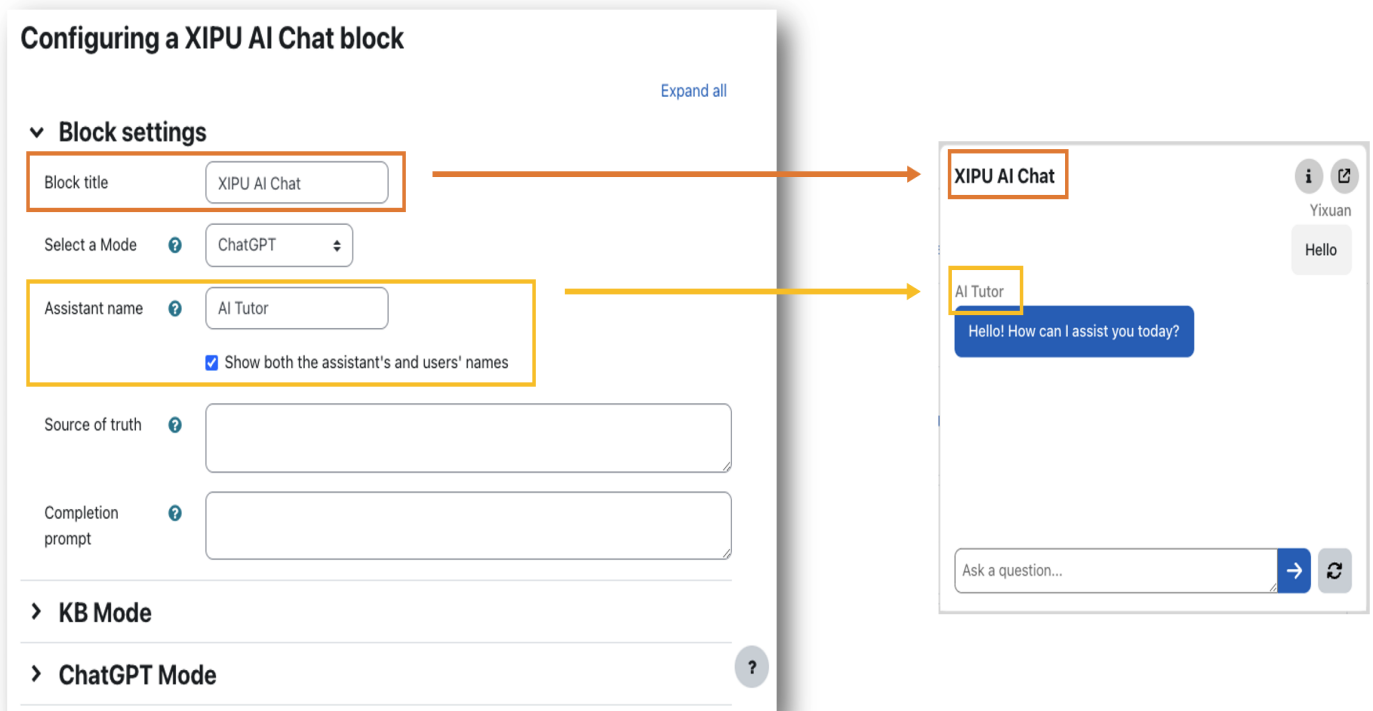 Configuring a XIPU AI Chat block
Expand all
Block settings
Block title
XIPU AI Chat
Select a Mode
?
ChatGPT
Assistant name
?
AI Tutor
Show both the assistant's and users' names
Source of truth
?
Completion
prompt
?
KB Mode
ChatGPT Mode
?
XIPU AI Chat
i
Yixuan
Hello
AI Tutor
Hello! How can I assist you today?
Ask a question...